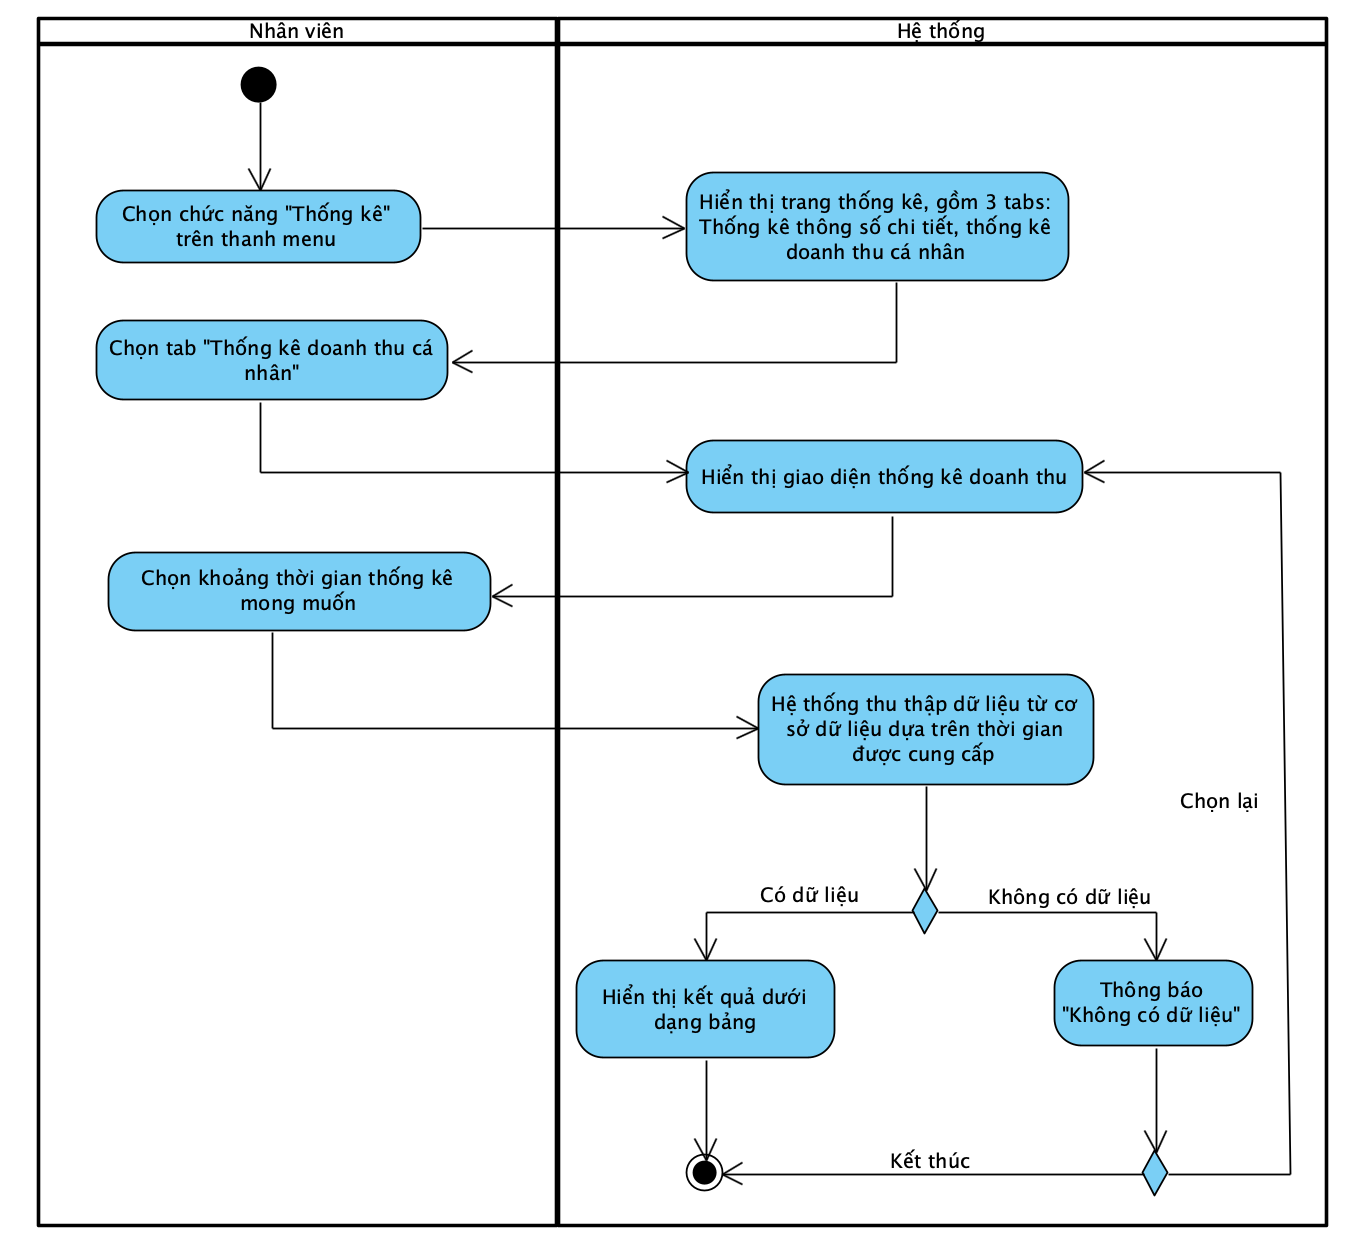 Nhân viên
Hệ thống
Chọn chức năng "Thống kê"
trên thanh menu
Hiển thị trang thống kê, gồm 3 tabs:
Thống kê thông số chi tiết, thống kê
doanh thu cá nhân
Chọn tab "Thống kê doanh thu cá
nhân"
Hiển thị giao diện thống kê doanh thu
Chọn khoảng thời gian thống kê
mong muốn
Hệ thống thu thập dữ liệu từ cơ
sở dữ liệu dựa trên thời gian
được cung cấp
Chọn lại
Có dữ liệu
Không có dữ liệu
Hiển thị kết quả dưới
dạng bảng
Thông báo
"Không có dữ liệu"
Kết thúc